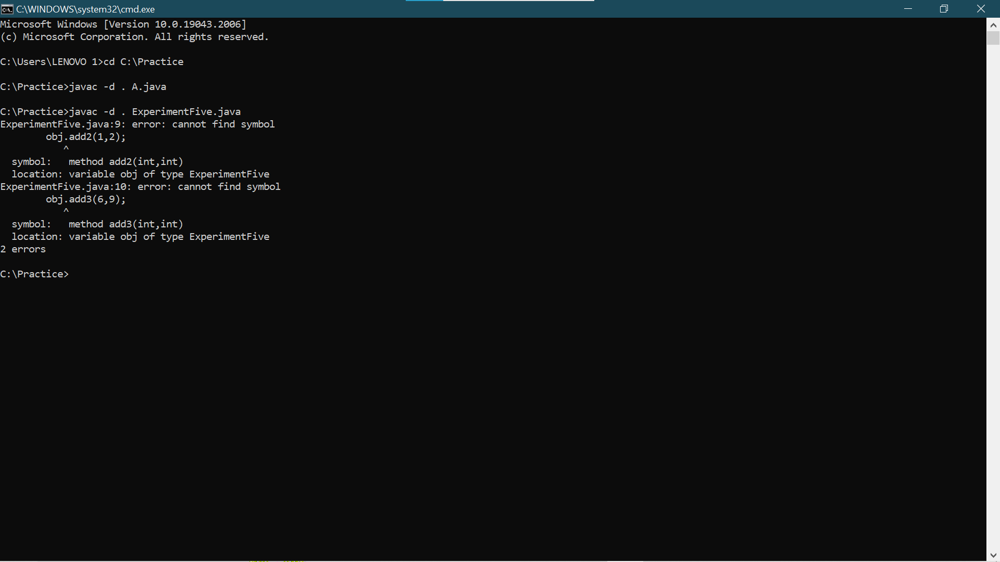 C:\WINDOWS\system32\cmd.exe
Microsoft Windows [Version 10.0.19043.2006]
(c) Microsoft Corporation. All rights reserved.
C:\Users\LENOVO 1>cd C:\Practice
C:\Practice>javac -d . A.java
C:\Practice>javac -d . ExperimentFive.java
ExperimentFive.java:9: error: cannot find symbol
        obj.add2(1,2);
           ^
  symbol:   method add2(int,int)
  location: variable obj of type ExperimentFive
ExperimentFive.java:10: error: cannot find symbol
        obj.add3(6,9);
           ^
  symbol:   method add3(int,int)
  location: variable obj of type ExperimentFive
2 errors
C:\Practice>